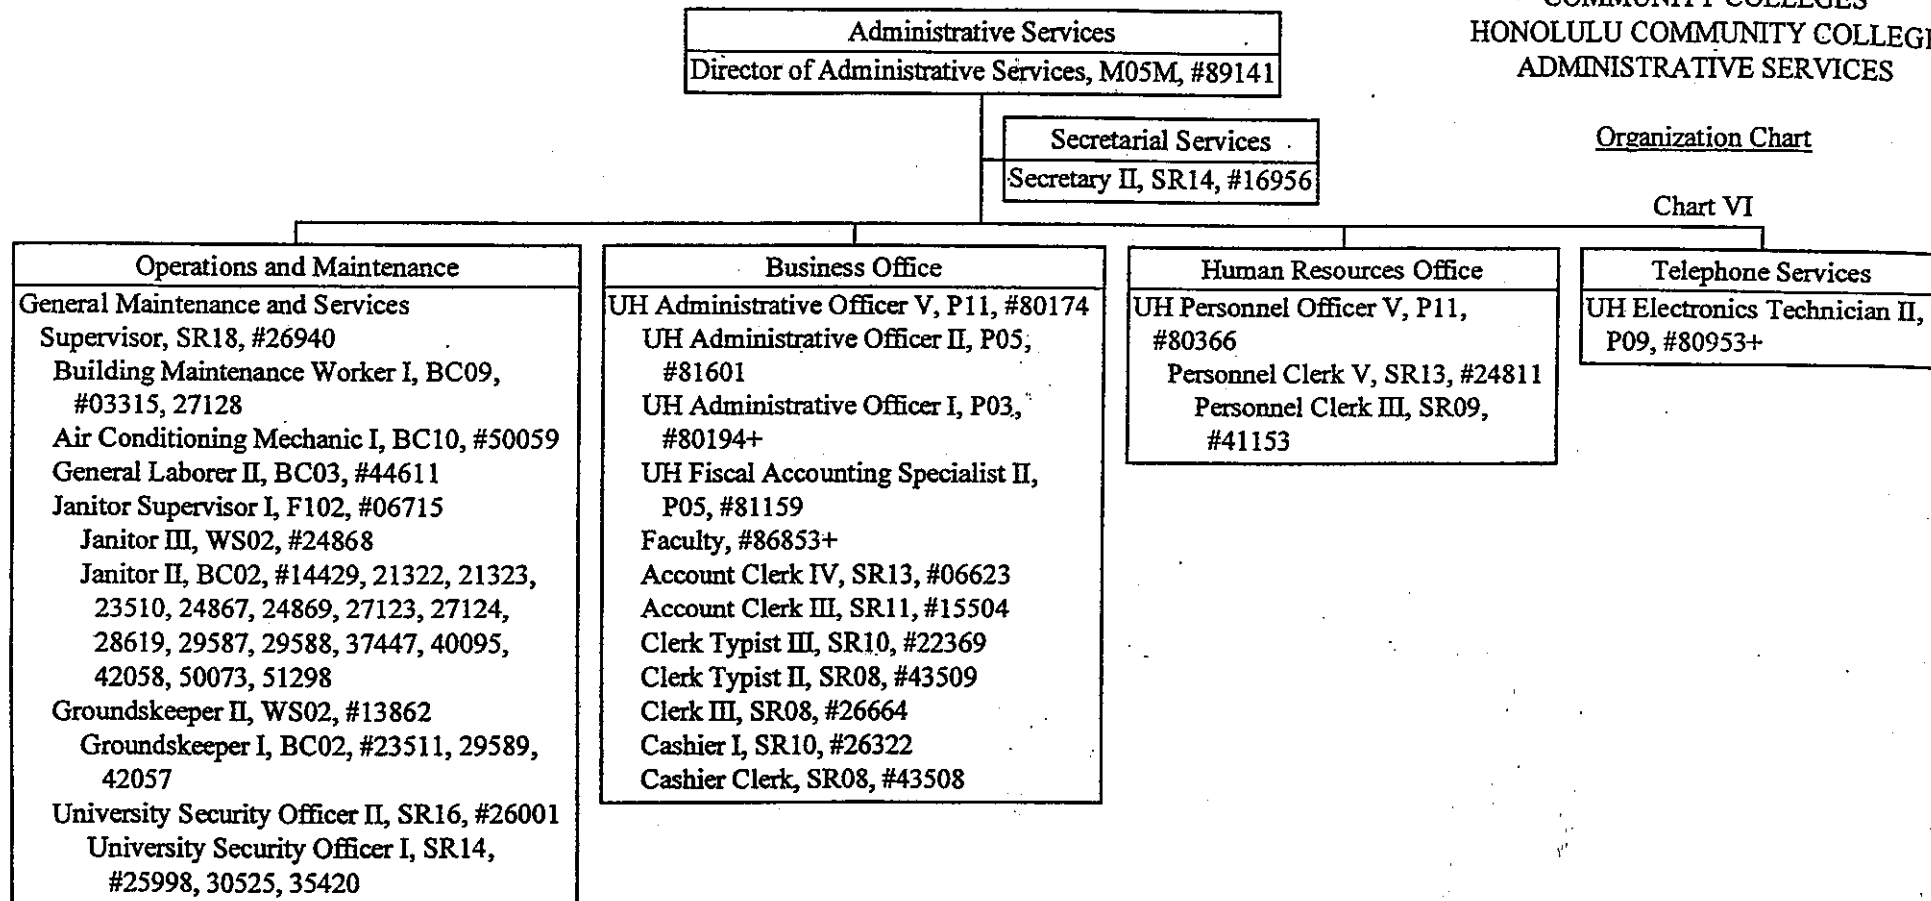 COMMUNITY COLLEGES
HONOLULU COMMUNITY COLLEGE
ADMINISTRATIVE SERVICES
Organization Chart
Chart VI
Administrative Services
Director of Administrative Services, M05M, #89141
Secretarial Services
Secretary II, SR14, #16956
Operations and Maintenance
General Maintenance and Services
Supervisor, SR18, #26940
Building Maintenance Worker I, BC09,
#03315, 27128
Air Conditioning Mechanic I, BC10, #50059
General Laborer II, BC03, #44611
Janitor Supervisor I, F102, #06715
Janitor III, WS02, #24868
Janitor II, BC02, #14429, 21322, 21323,
23510, 24867, 24869, 27123, 27124,
28619, 29587, 29588, 37447, 40095,
42058, 50073, 51298
Groundskeeper II, WS02, #13862
Groundskeeper I, BC02, #23511, 29589,
42057
University Security Officer II, SR16, #26001
University Security Officer I, SR14,
#25998, 30525, 35420
Business Office
UH Administrative Officer V, P11, #80174
UH Administrative Officer II, P05,
#81601
UH Administrative Officer I, P03,
#80194+
UH Fiscal Accounting Specialist II,
P05, #81159
Faculty, #86853+
Account Clerk IV, SR13, #06623
Account Clerk III, SR11, #15504
Clerk Typist III, SR10, #22369
Clerk Typist II, SR08, #43509
Clerk III, SR08, #26664
Cashier I, SR10, #26322
Cashier Clerk, SR08, #43508
Human Resources Office
UH Personnel Officer V, P11,
#80366
Personnel Clerk V, SR13, #24811
Personnel Clerk III, SR09,
#41153
Telephone Services
UH Electronics Technician II,
P09, #80953+